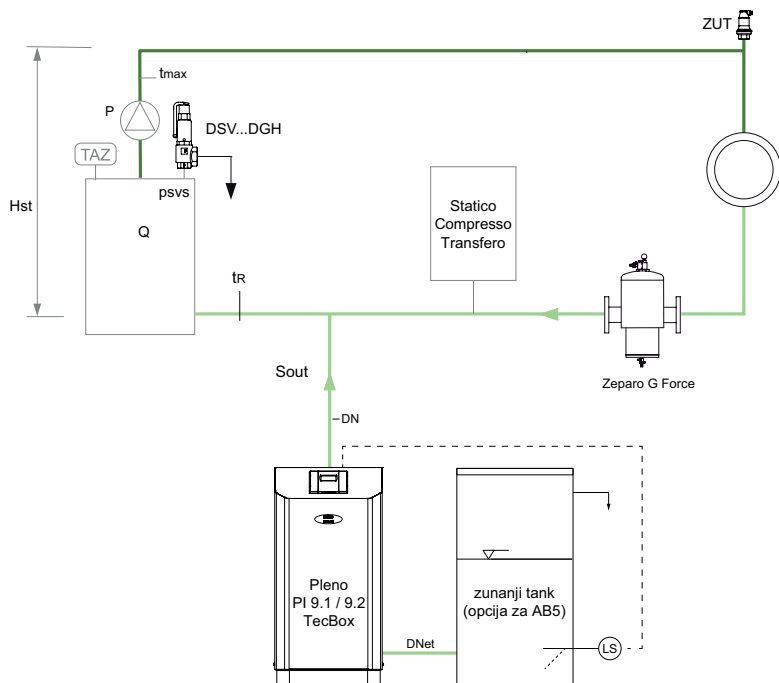 ZUT
tmax
P
DSV...DGH
TAZ
psvs
Hst
Q
Statico
Compresso
Transfero
tR
Zeparo G Force
Sout
DN
Pleno
PI 9.1 / 9.2
TecBox
zunanji tank
(opcija za AB5)
DNet
LS